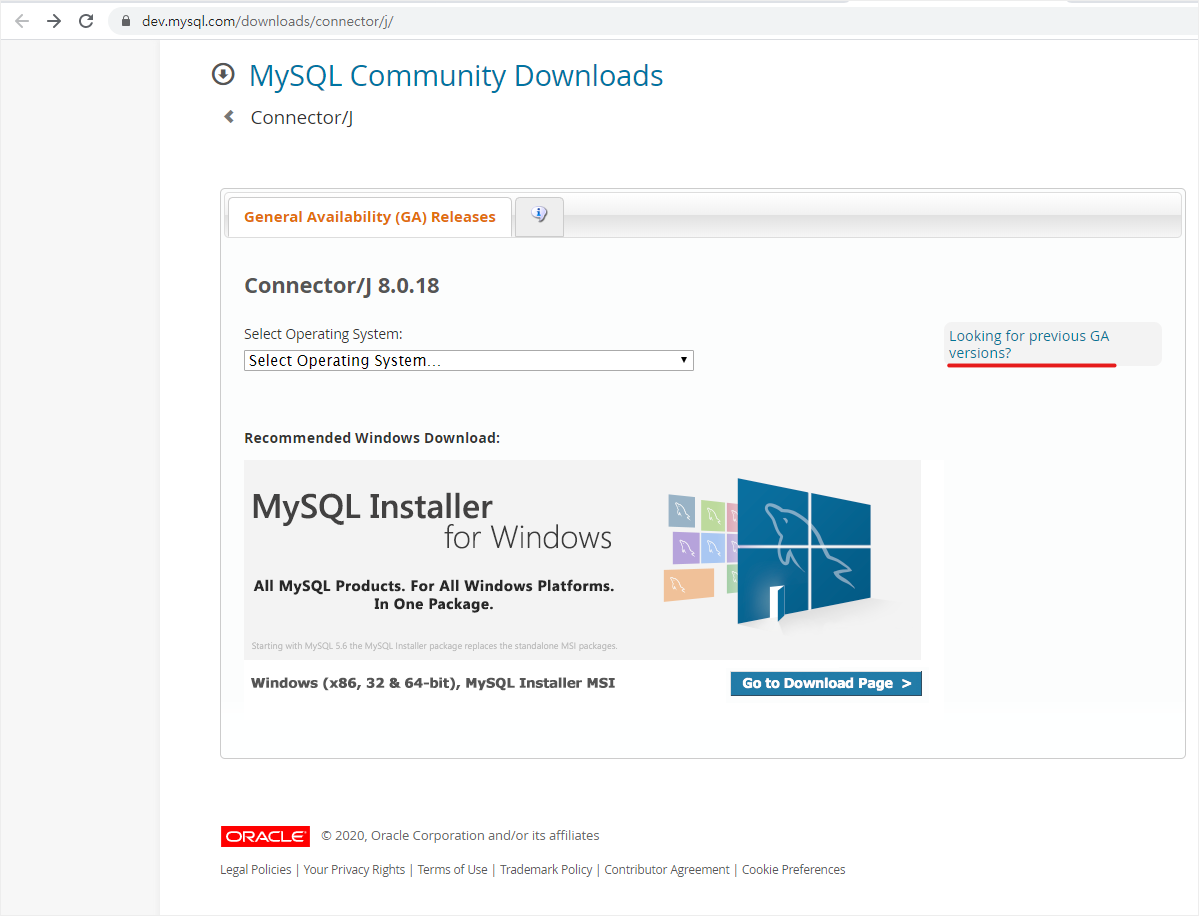 dev.mysql.com/downloads/connector/j/
MySQL Community Downloads
Connector/J
General Availability (GA) Releases
Connector/J 8.0.18
Select Operating System:
Select Operating System...
Looking for previous GA
versions?
Recommended Windows Download:
MySQL Installer
for Windows
All MySQL Products. For All Windows Platforms.
In One Package.
Starting with MySQL 5.6 the MySQL Installer package replaces the standalone MSI packages.
Windows (x86, 32 & 64-bit), MySQL Installer MSI
Go to Download Page >
ORACLE © 2020, Oracle Corporation and/or its affiliates
Legal Policies | Your Privacy Rights | Terms of Use | Trademark Policy | Contributor Agreement | Cookie Preferences